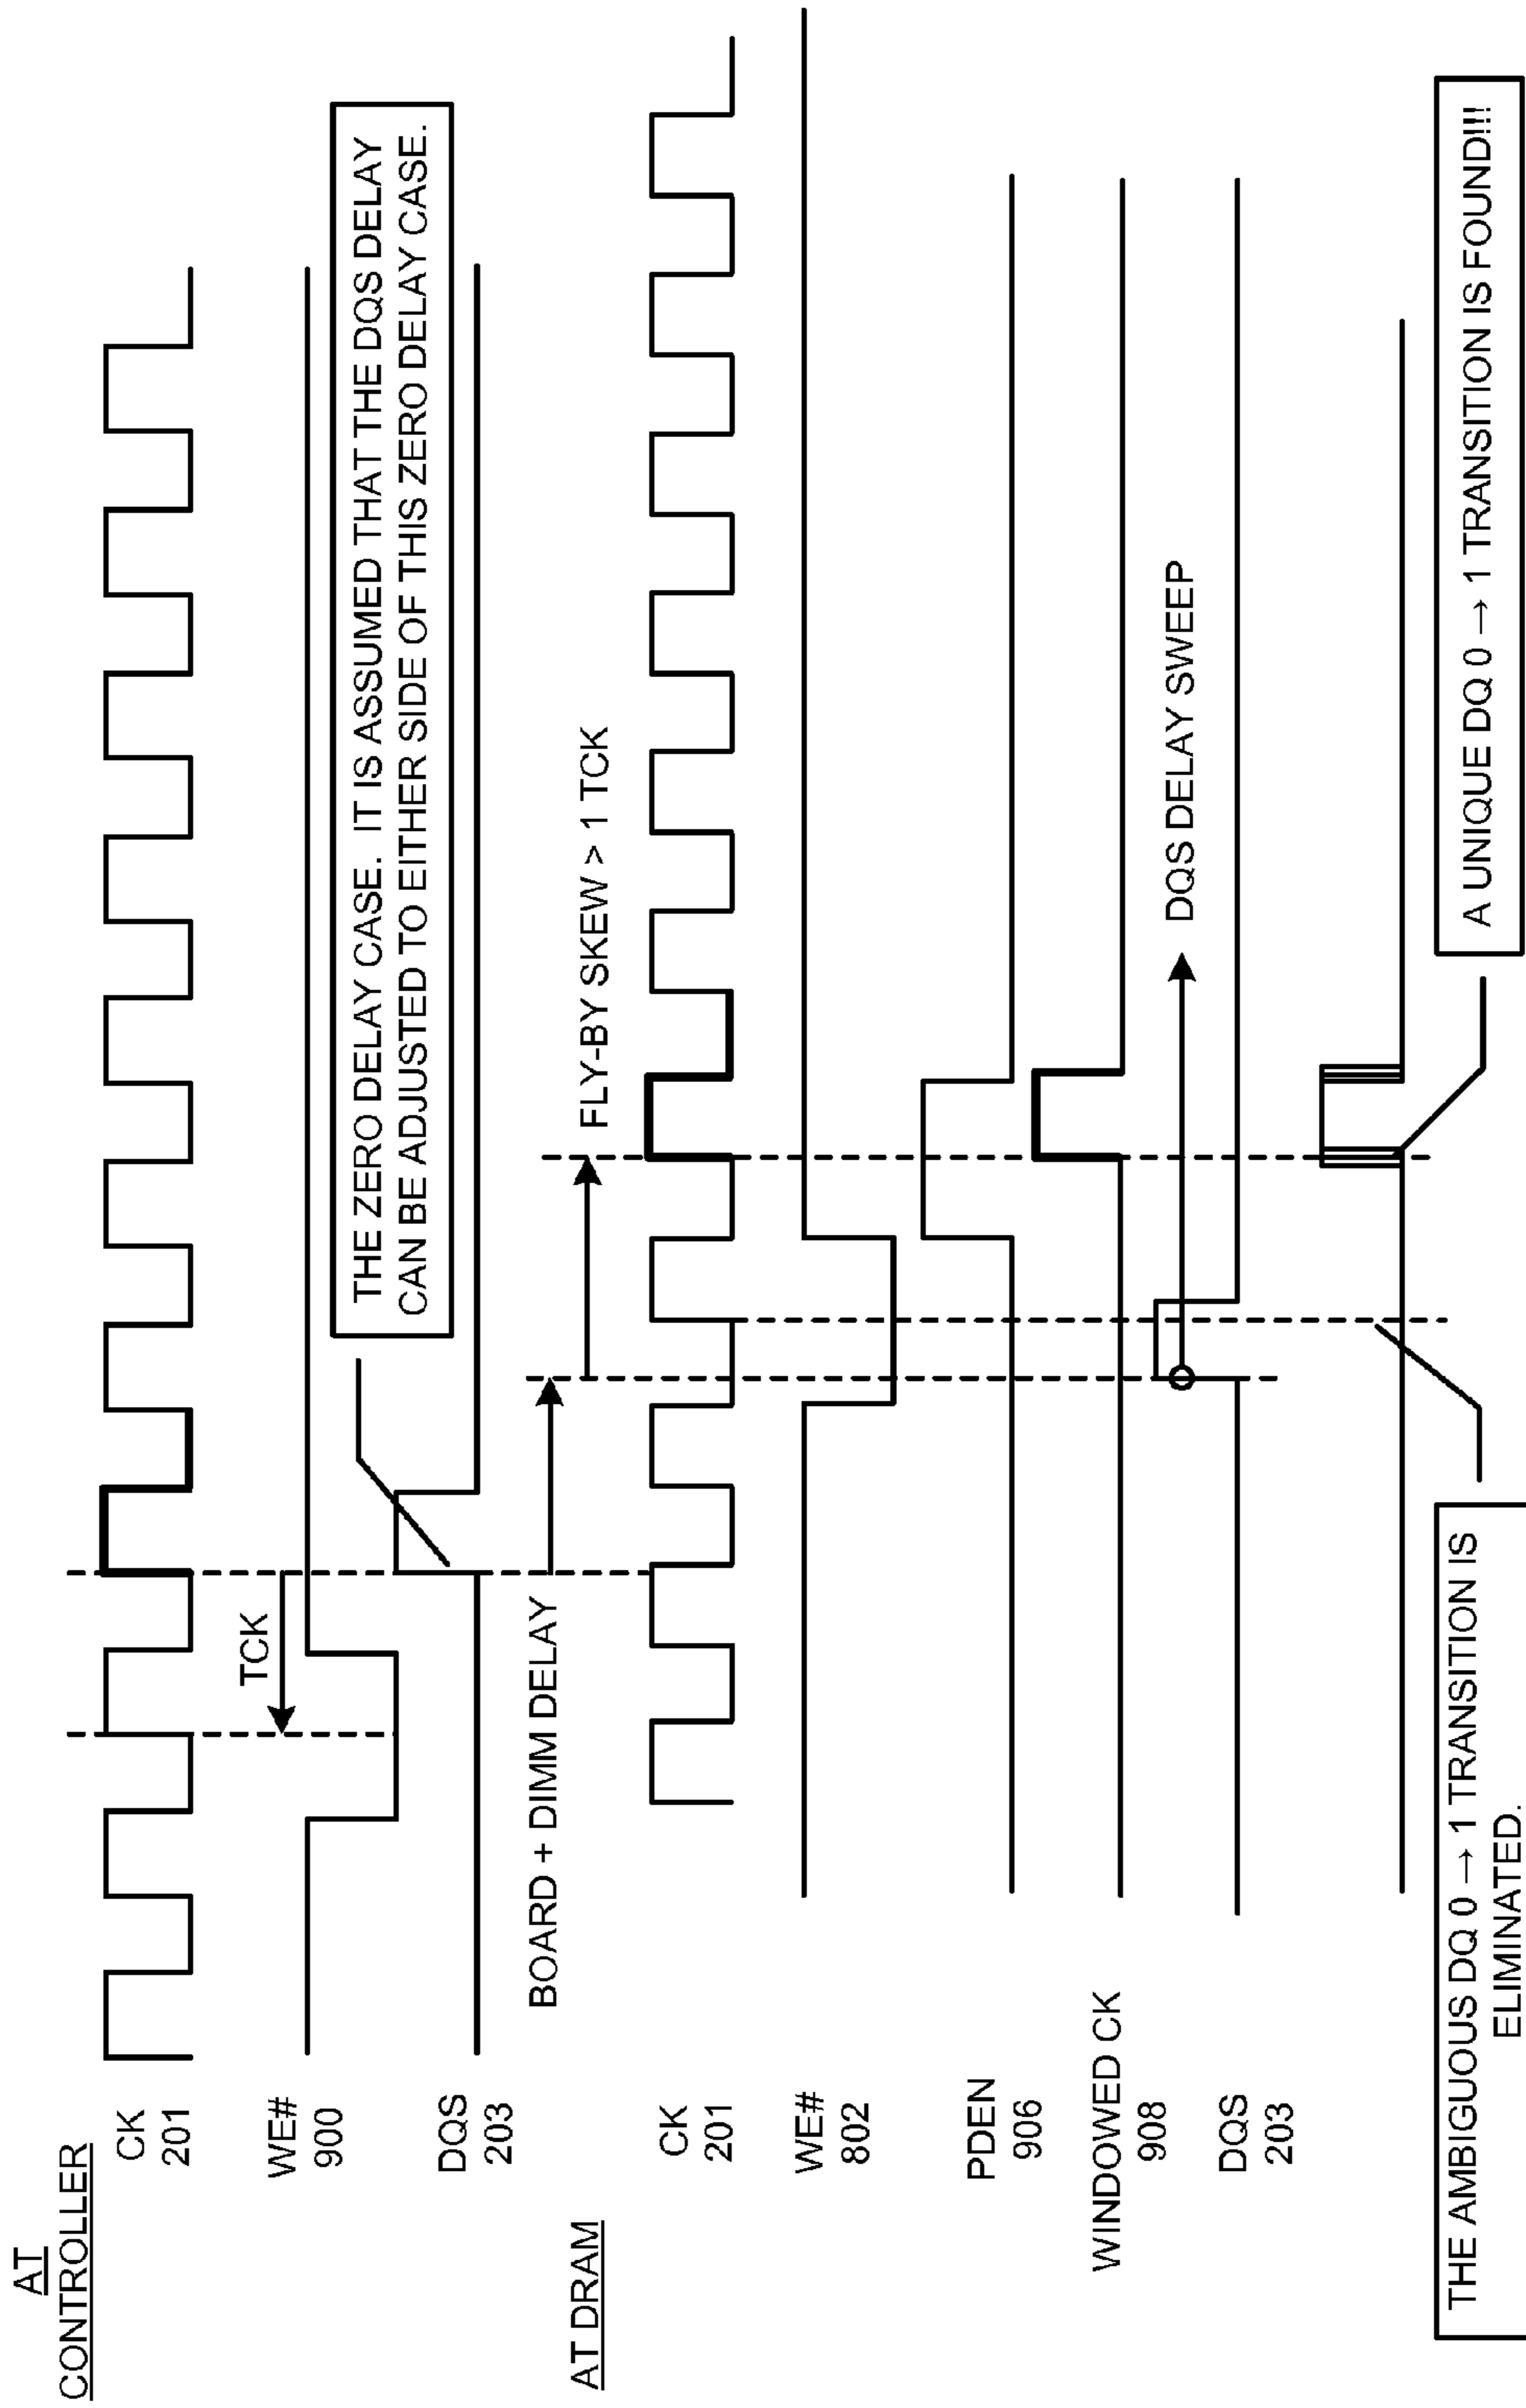 AT
CONTROLLER
CK
201
WE#
900
TCK
THE ZERO DELAY CASE. IT IS ASSUMED THAT THE DQS DELAY
CAN BE ADJUSTED TO EITHER SIDE OF THIS ZERO DELAY CASE.
DQS
203
BOARD + DIMM DELAY
FLY-BY SKEW > 1 TCK
AT DRAM
CK
201
WE#
802
PDEN
906
WINDOWED CK
908
DQS DELAY SWEEP
DQS
203
THE AMBIGUOUS DQ 0 → 1 TRANSITION IS
ELIMINATED.
A UNIQUE DQ 0 → 1 TRANSITION IS FOUND!!!